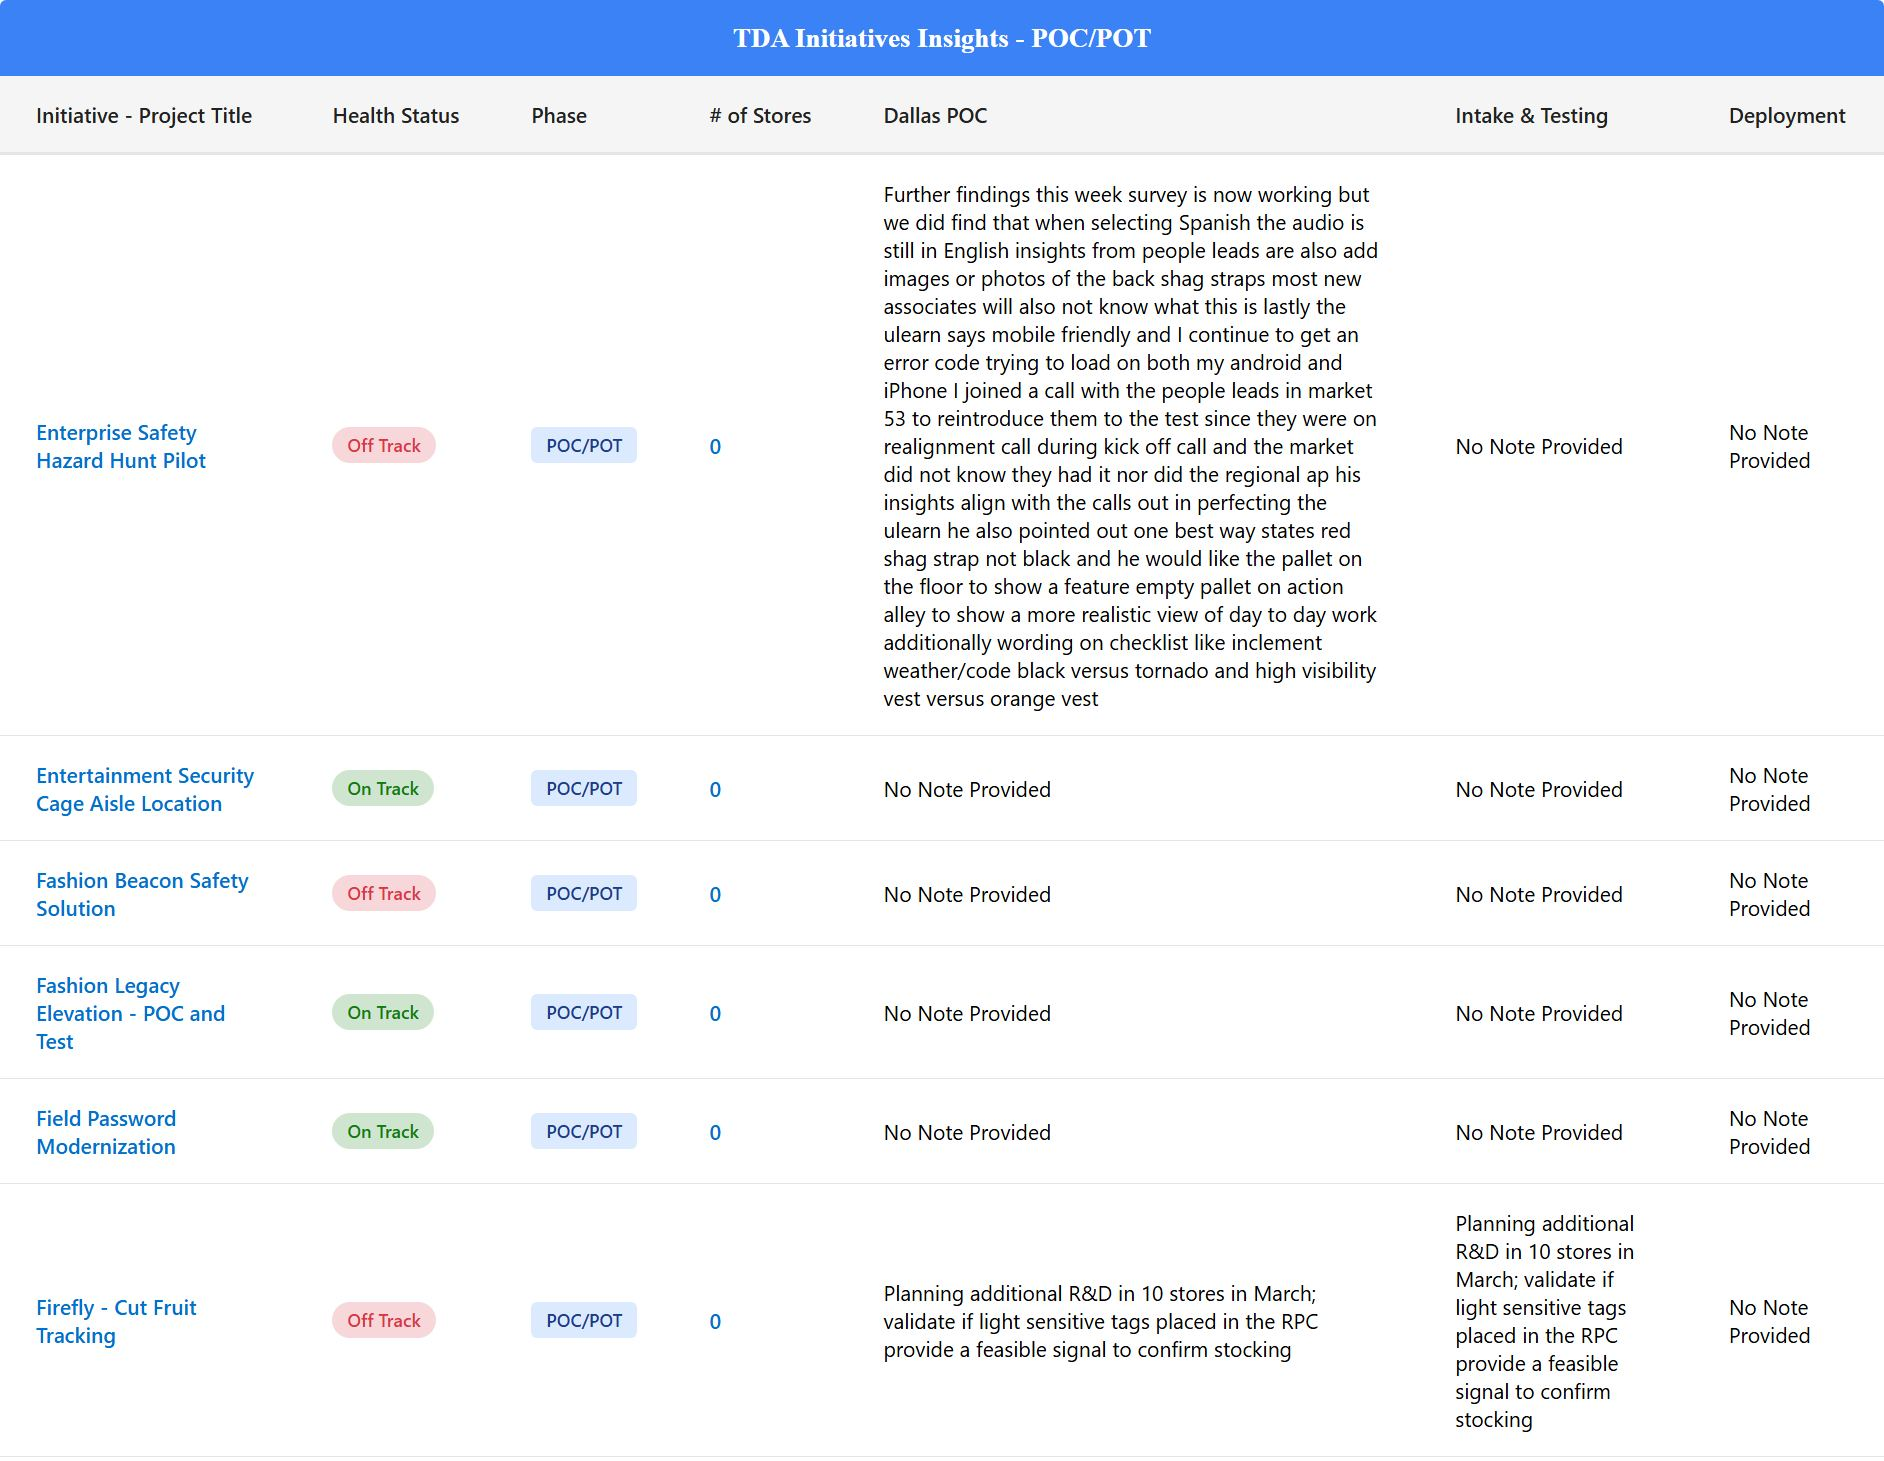 TDA Initiatives Insights - POC/POT
Initiative - Project Title
Health Status
Phase
# of Stores
Dallas POC
Intake & Testing
Deployment
Enterprise Safety
Hazard Hunt Pilot
Off Track
POC/POT
0
Further findings this week survey is now working but
we did find that when selecting Spanish the audio is
still in English insights from people leads are also add
images or photos of the back shag straps most new
associates will also not know what this is lastly the
ulearn says mobile friendly and I continue to get an
error code trying to load on both my android and
iPhone I joined a call with the people leads in market
53 to reintroduce them to the test since they were on
realignment call during kick off call and the market
did not know they had it nor did the regional ap his
insights align with the calls out in perfecting the
ulearn he also pointed out one best way states red
shag strap not black and he would like the pallet on
the floor to show a feature empty pallet on action
alley to show a more realistic view of day to day work
additionally wording on checklist like inclement
weather/code black versus tornado and high visibility
vest versus orange vest
No Note Provided
No Note
Provided
Entertainment Security
Cage Aisle Location
On Track
POC/POT
0
No Note Provided
No Note Provided
No Note
Provided
Fashion Beacon Safety
Solution
Off Track
POC/POT
0
No Note Provided
No Note Provided
No Note
Provided
Fashion Legacy
Elevation - POC and
Test
On Track
POC/POT
0
No Note Provided
No Note Provided
No Note
Provided
Field Password
Modernization
On Track
POC/POT
0
No Note Provided
No Note Provided
No Note
Provided
Firefly - Cut Fruit
Tracking
Off Track
POC/POT
0
Planning additional R&D in 10 stores in March;
validate if light sensitive tags placed in the RPC
provide a feasible signal to confirm stocking
Planning additional
R&D in 10 stores in
March; validate if
light sensitive tags
placed in the RPC
provide a feasible
signal to confirm
stocking
No Note
Provided